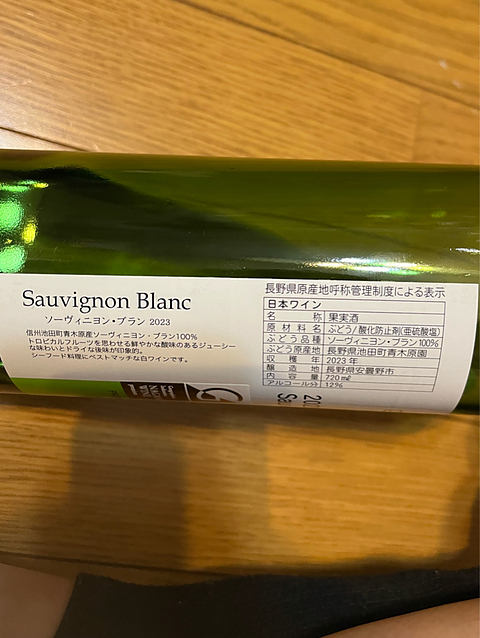 Sauvignon Blanc
ソーヴィニヨン・ブラン 2023
信州池田町青木原産ソーヴィニヨン・ブラン100%
トロピカルフルーツを思わせる鮮やかな酸味のあるジューシー
な味わいとドライな後味が印象的。
シーフード料理にベストマッチな白ワインです。
長野県原産地呼称管理制度による表示
日本ワイン
名称 果実酒
原材料名 ぶどう/酸化防止剤(亜硫酸塩)
ぶどう品種 ソーヴィニヨン・ブラン100%
ぶどう原産地 長野県池田町青木原園
収穫年 2023年
醸造地 長野県安曇野市
内容量 720㎖
アルコール分 12%